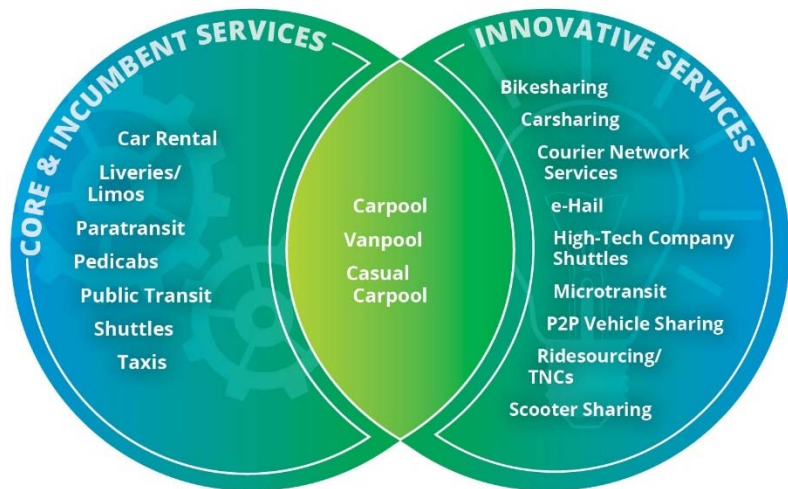 CORE & INCUMBENT SERVICES
Car Rental
Liveries/
Limos
Paratransit
Pedicabs
Public Transit
Shuttles
Taxis
Carpool
Vanpool
Casual
Carpool
INNOVATIVE SERVICES
Bikesharing
Carsharing
Courier Network
Services
e-Hail
High-Tech Company
Shuttles
Microtransit
P2P Vehicle Sharing
Ridesourcing/
TNCs
Scooter Sharing